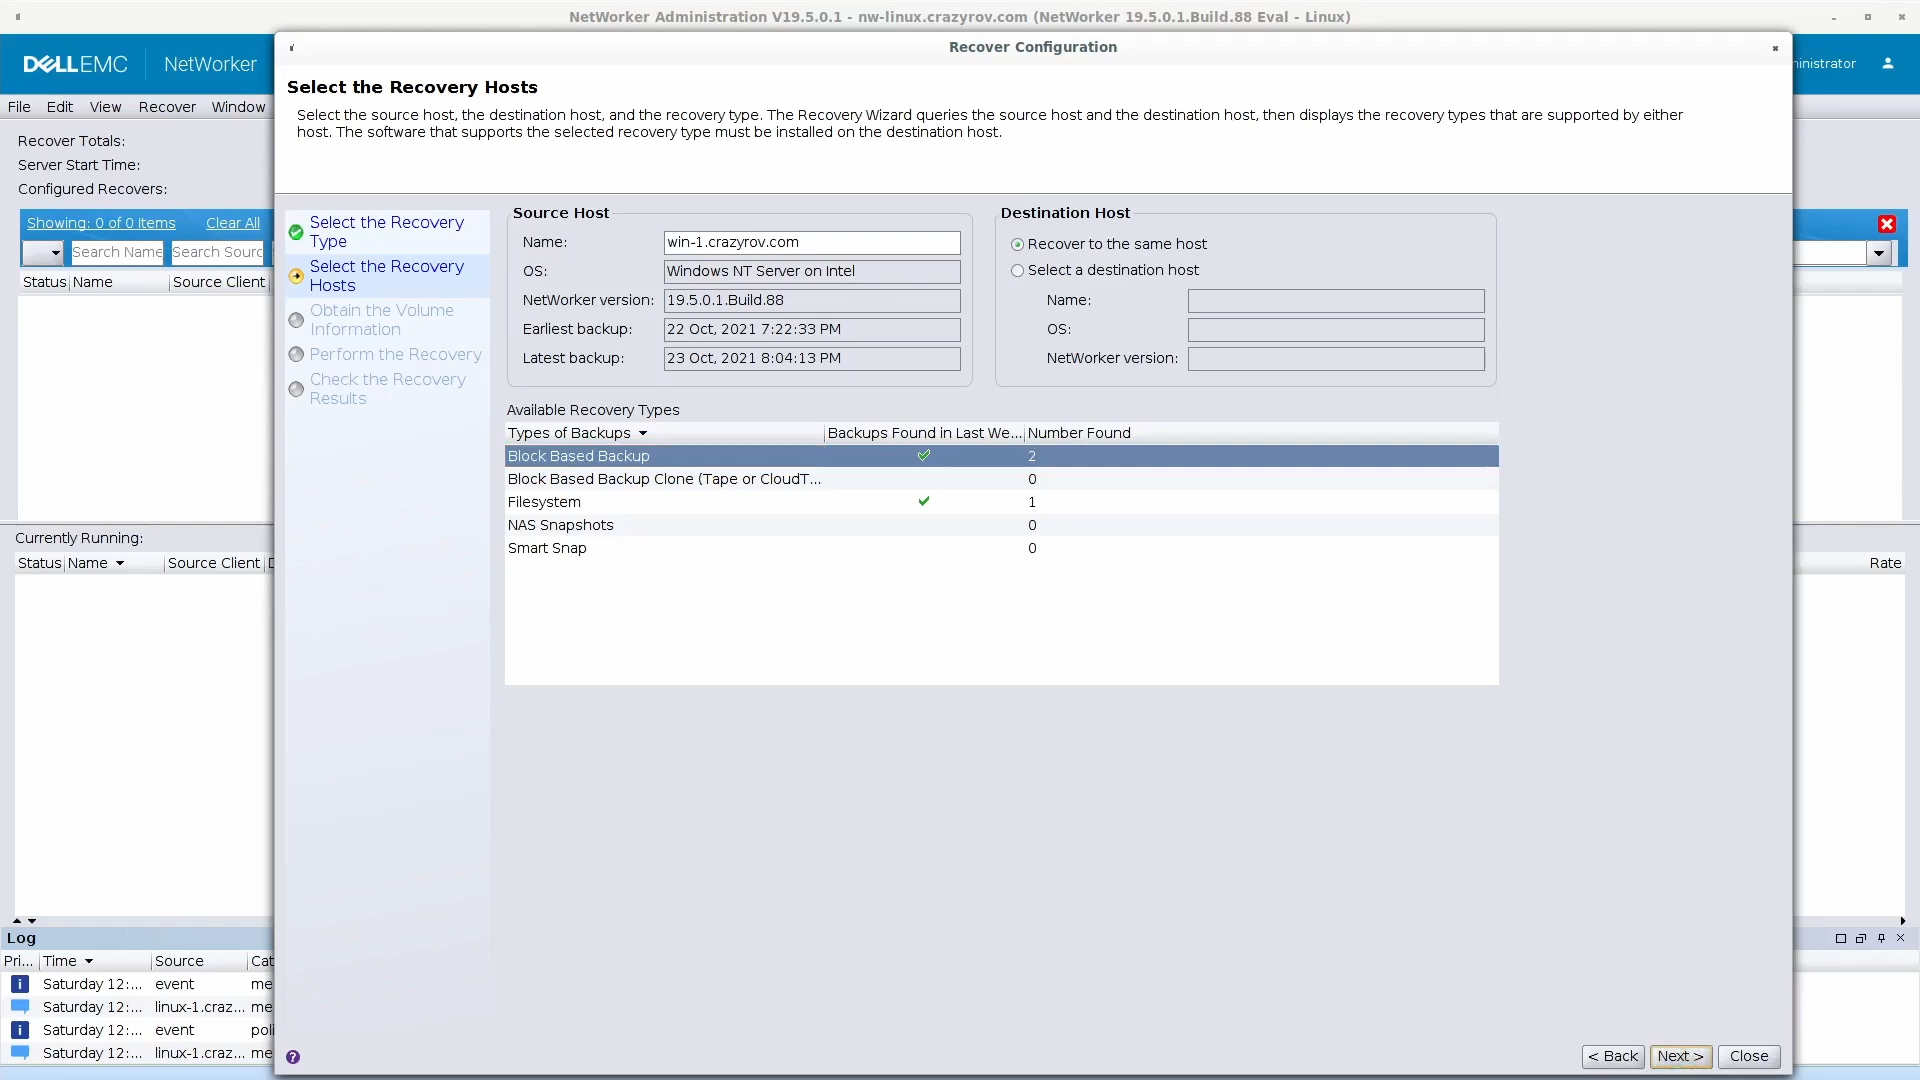 NetWorker Administration V19.5.0.1 - nw-linux.crazyrov.com (NetWorker 19.5.0.1.Build.88 Eval - Linux)
DELLEMC NetWorker
ninistrator
File Edit View Recover Window
Recover Totals:
Server Start Time:
Configured Recovers:
Showing: 0 of 0 Items Clear All
Search Name Search Sourc
Status Name Source Client
Currently Running:
Status Name Source Client D
Rate
Log
Pri... Time Source Cat
Saturday 12:... event me
Saturday 12:... linux-1.craz... me
Saturday 12:... event poli
Saturday 12:... linux-1.craz... me
Recover Configuration
Select the Recovery Hosts
Select the source host, the destination host, and the recovery type. The Recovery Wizard queries the source host and the destination host, then displays the recovery types that are supported by either
host. The software that supports the selected recovery type must be installed on the destination host.
Select the Recovery
Type
Select the Recovery
Hosts
Obtain the Volume
Information
Perform the Recovery
Check the Recovery
Results
Source Host
Name: win-1.crazyrov.com
OS: Windows NT Server on Intel
NetWorker version: 19.5.0.1.Build.88
Earliest backup: 22 Oct, 2021 7:22:33 PM
Latest backup: 23 Oct, 2021 8:04:13 PM
Destination Host
Recover to the same host
Select a destination host
Name:
OS:
NetWorker version:
Available Recovery Types
Types of Backups Backups Found in Last We... Number Found
Block Based Backup 2
Block Based Backup Clone (Tape or CloudT... 0
Filesystem 1
NAS Snapshots 0
Smart Snap 0
?
< Back Next > Close